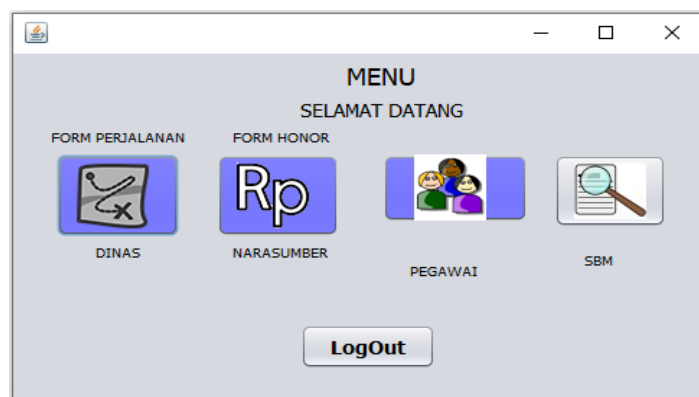 MENU
SELAMAT DATANG
FORM PERJALANAN
FORM HONOR
Rp
DINAS
NARASUMBER
PEGAWAI
SBM
LogOut